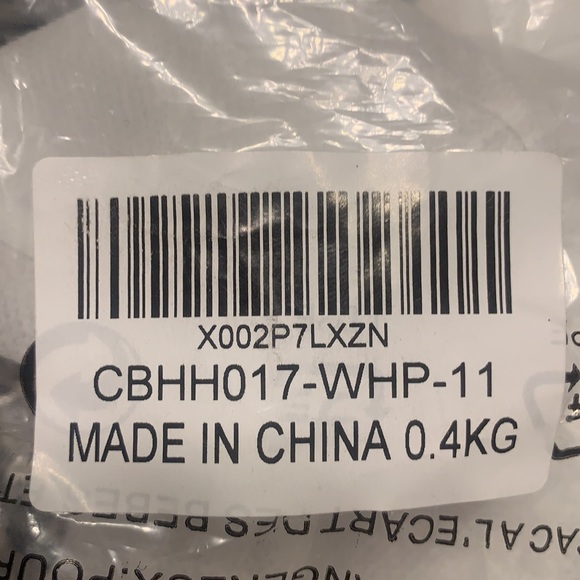 X002P7LXZN
CBHH017-WHP-11
MADE IN CHINA 0.4KG